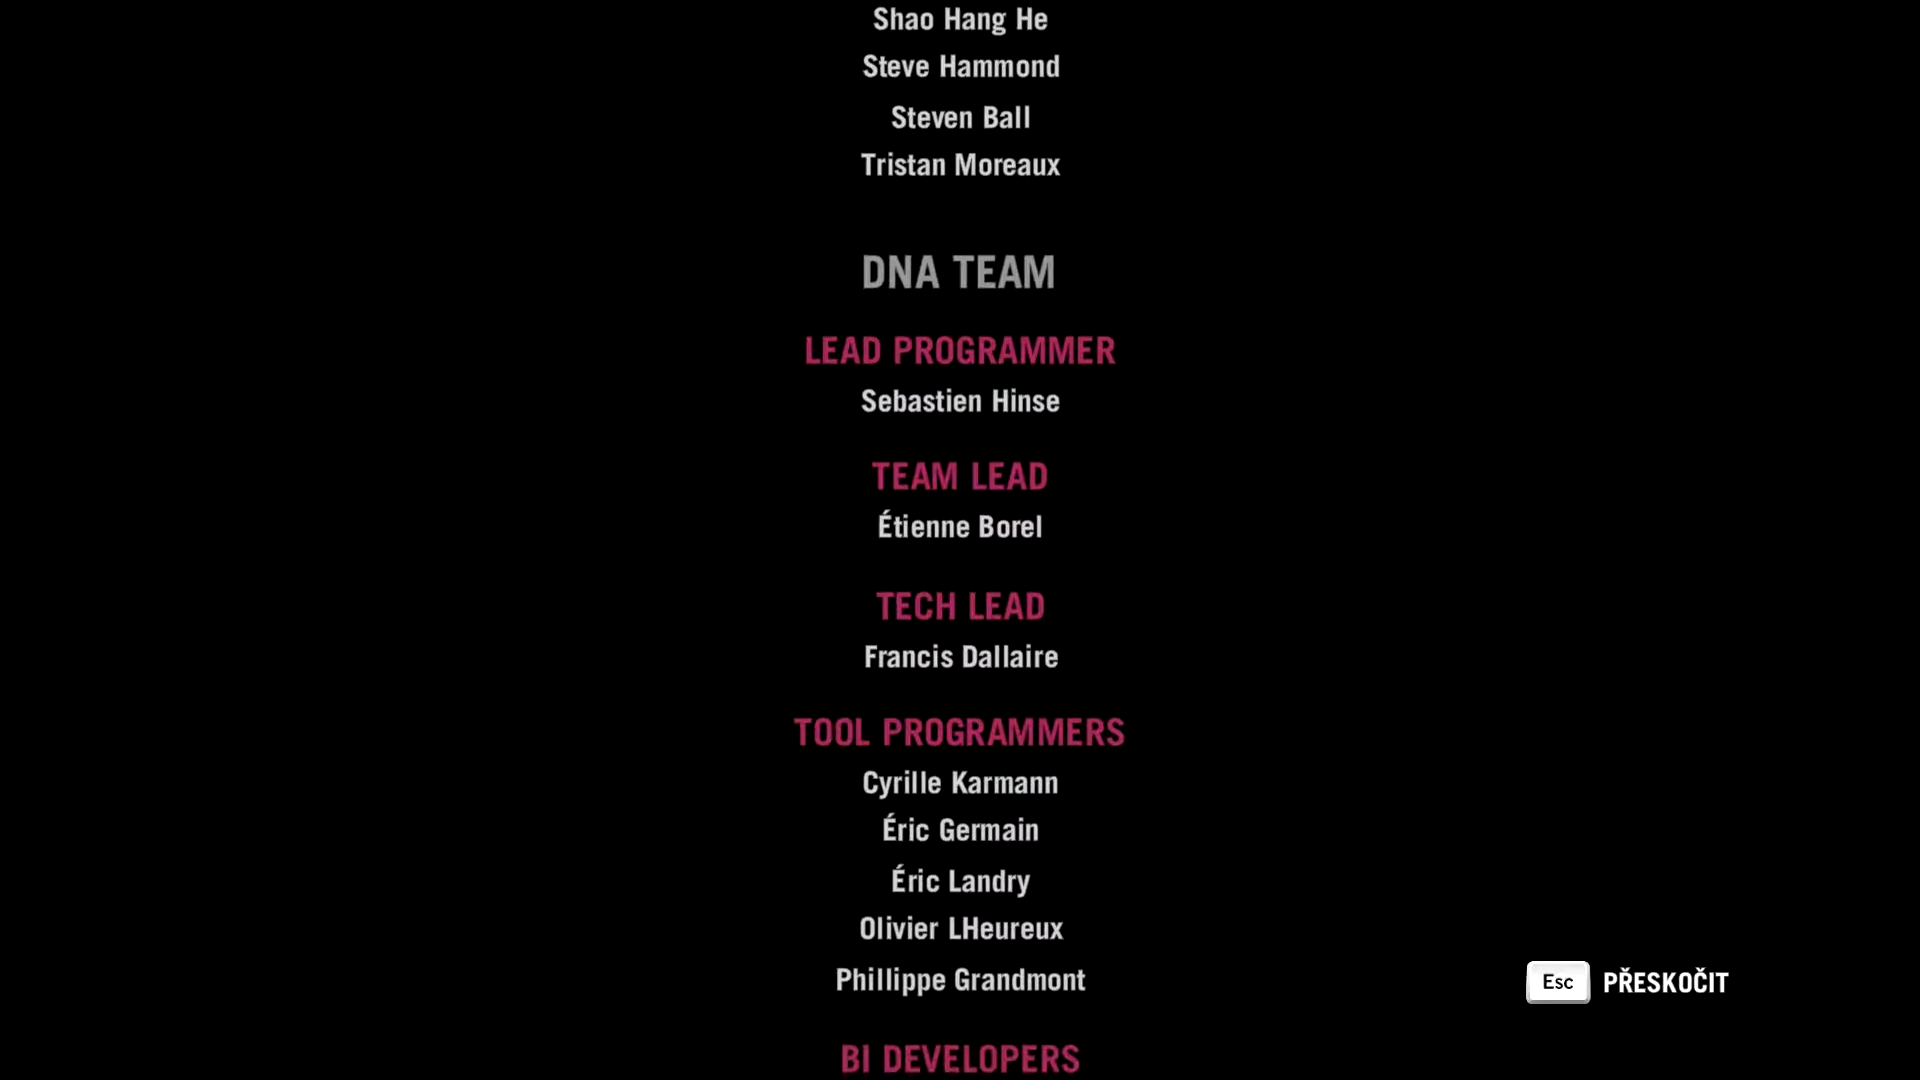 Shao Hang He
Steve Hammond
Steven Ball
Tristan Moreaux
DNA TEAM
LEAD PROGRAMMER
Sebastien Hinse
TEAM LEAD
Étienne Borel
TECH LEAD
Francis Dallaire
TOOL PROGRAMMERS
Cyrille Karmann
Éric Germain
Éric Landry
Olivier LHeureux
Phillippe Grandmont
Esc PŘESKOČIT
BI DEVELOPERS